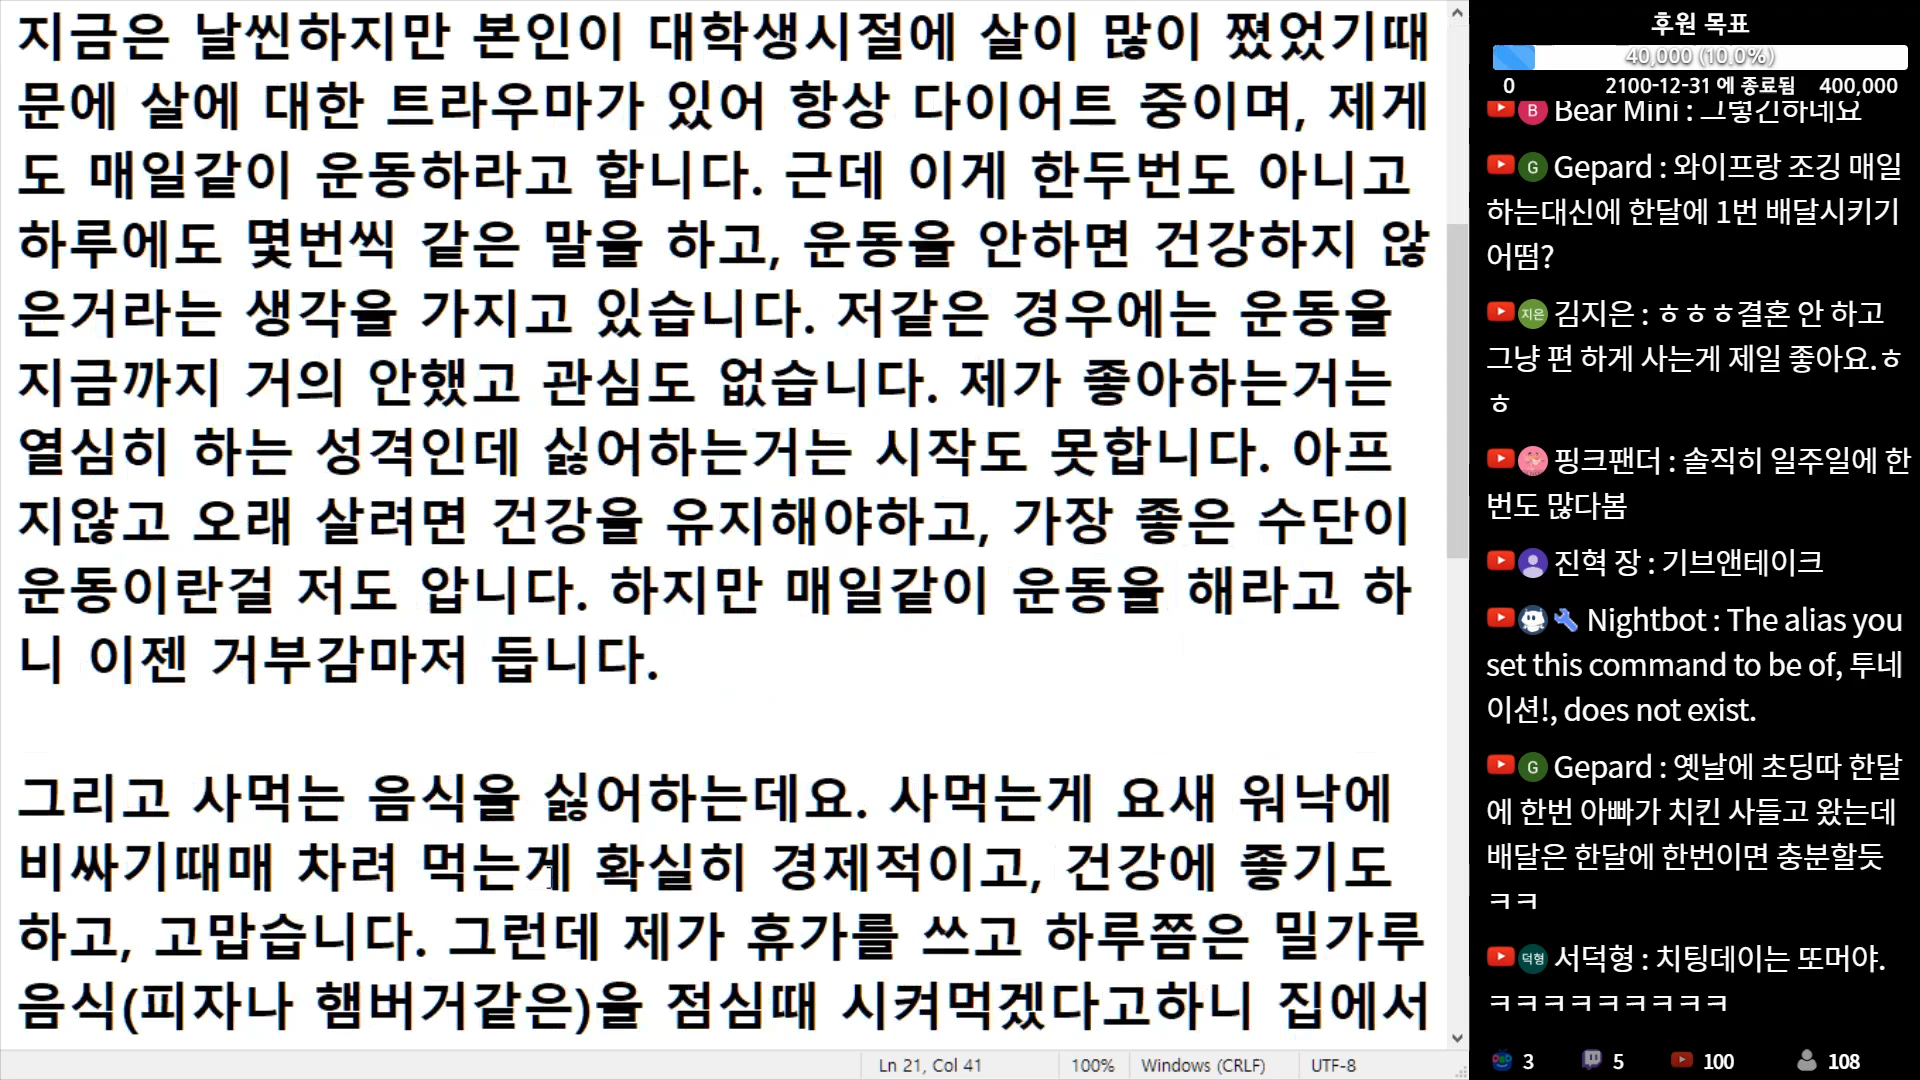 지금은 날씬하지만 본인이 대학생시절에 살이 많이 쪘었기때
문에 살에 대한 트라우마가 있어 항상 다이어트 중이며, 제게
도 매일같이 운동하라고 합니다. 근데 이게 한두번도 아니고
하루에도 몇번씩 같은 말을 하고, 운동을 안하면 건강하지 않
은거라는 생각을 가지고 있습니다. 저같은 경우에는 운동을
지금까지 거의 안했고 관심도 없습니다. 제가 좋아하는거는
열심히 하는 성격인데 싫어하는거는 시작도 못합니다. 아프
지않고 오래 살려면 건강을 유지해야하고, 가장 좋은 수단이
운동이란걸 저도 압니다. 하지만 매일같이 운동을 해라고 하
니 이젠 거부감마저 듭니다.
그리고 사먹는 음식을 싫어하는데요. 사먹는게 요새 워낙에
비싸기때매 차려 먹는게 확실히 경제적이고, 건강에 좋기도
하고, 고맙습니다. 그런데 제가 휴가를 쓰고 하루쯤은 밀가루
음식(피자나 햄버거같은)을 점심때 시켜먹겠다고하니 집에서
Ln 21, Col 41
100%
Windows (CRLF)
UTF-8
후원 목표
40,000 (10.0%)
0 2100-12-31 에 종료됨 400,000
B Bear Mini : 그렇긴하네요
G Gepard : 와이프랑 조깅 매일
하는대신에 한달에 1번 배달시키기
어떰?
지은 김지은 : ㅎㅎㅎ결혼 안 하고
그냥 편 하게 사는게 제일 좋아요.ㅎ
ㅎ
핑크팬더 : 솔직히 일주일에 한
번도 많다봄
진혁 장 : 기브앤테이크
Nightbot : The alias you
set this command to be of, 투네
이션!, does not exist.
G Gepard : 옛날에 초딩따 한달
에 한번 아빠가 치킨 사들고 왔는데
배달은 한달에 한번이면 충분할듯
ㅋㅋ
덕형 서덕형 : 치팅데이는 또머야.
ㅋㅋㅋㅋㅋㅋㅋㅋㅋ
3 5 100 108